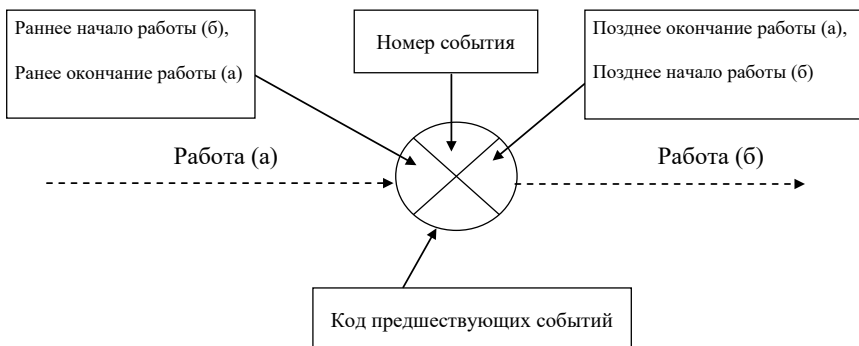 Раннее начало работы (б),
Ранее окончание работы (а)
Номер события
Позднее окончание работы (а),
Позднее начало работы (б)
Работа (а)
Работа (б)
Код предшествующих событий